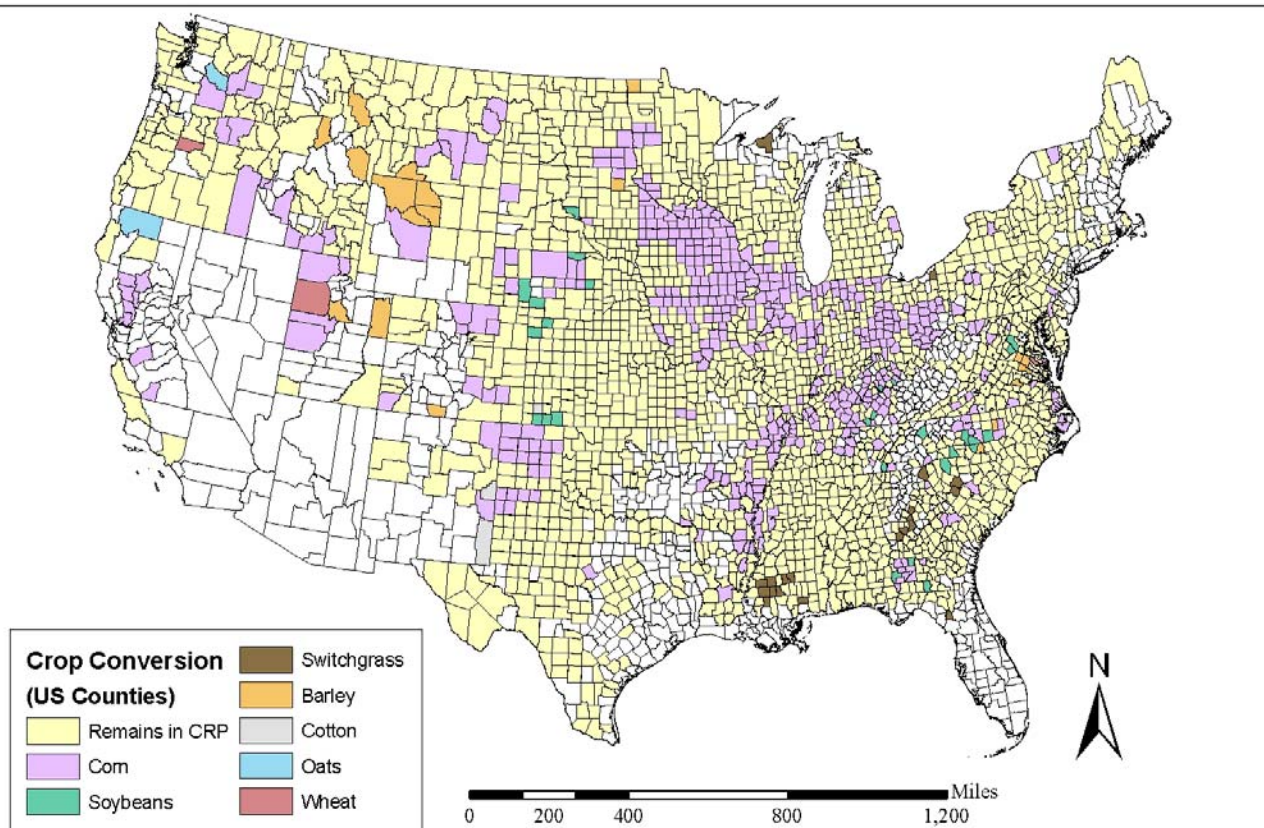 N
Crop Conversion
(US Counties)
Remains in CRP
Corn
Soybeans
Switchgrass
Barley
Cotton
Oats
Wheat
Miles
0 200 400 800 1,200